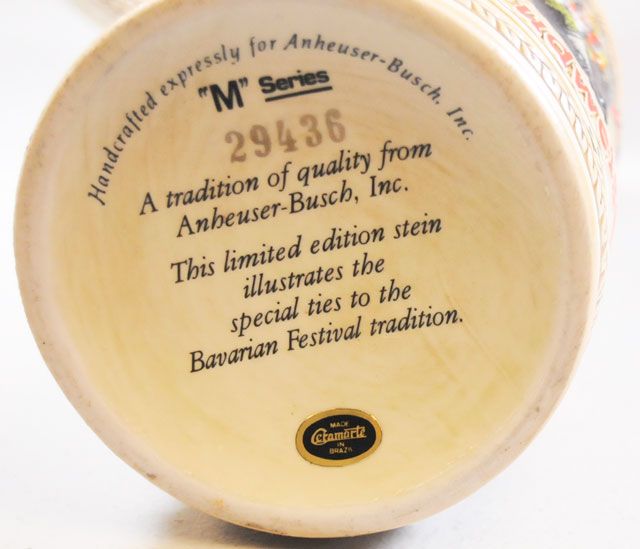 Handcrafted expressly for Anheuser-Busch, Inc.
"M" Series
29436
A tradition of quality from
Anheuser-Busch, Inc.
This limited edition stein
illustrates the
special ties to the
Bavarian Festival tradition.
MADE
Ceramarte
IN
BRAZIL